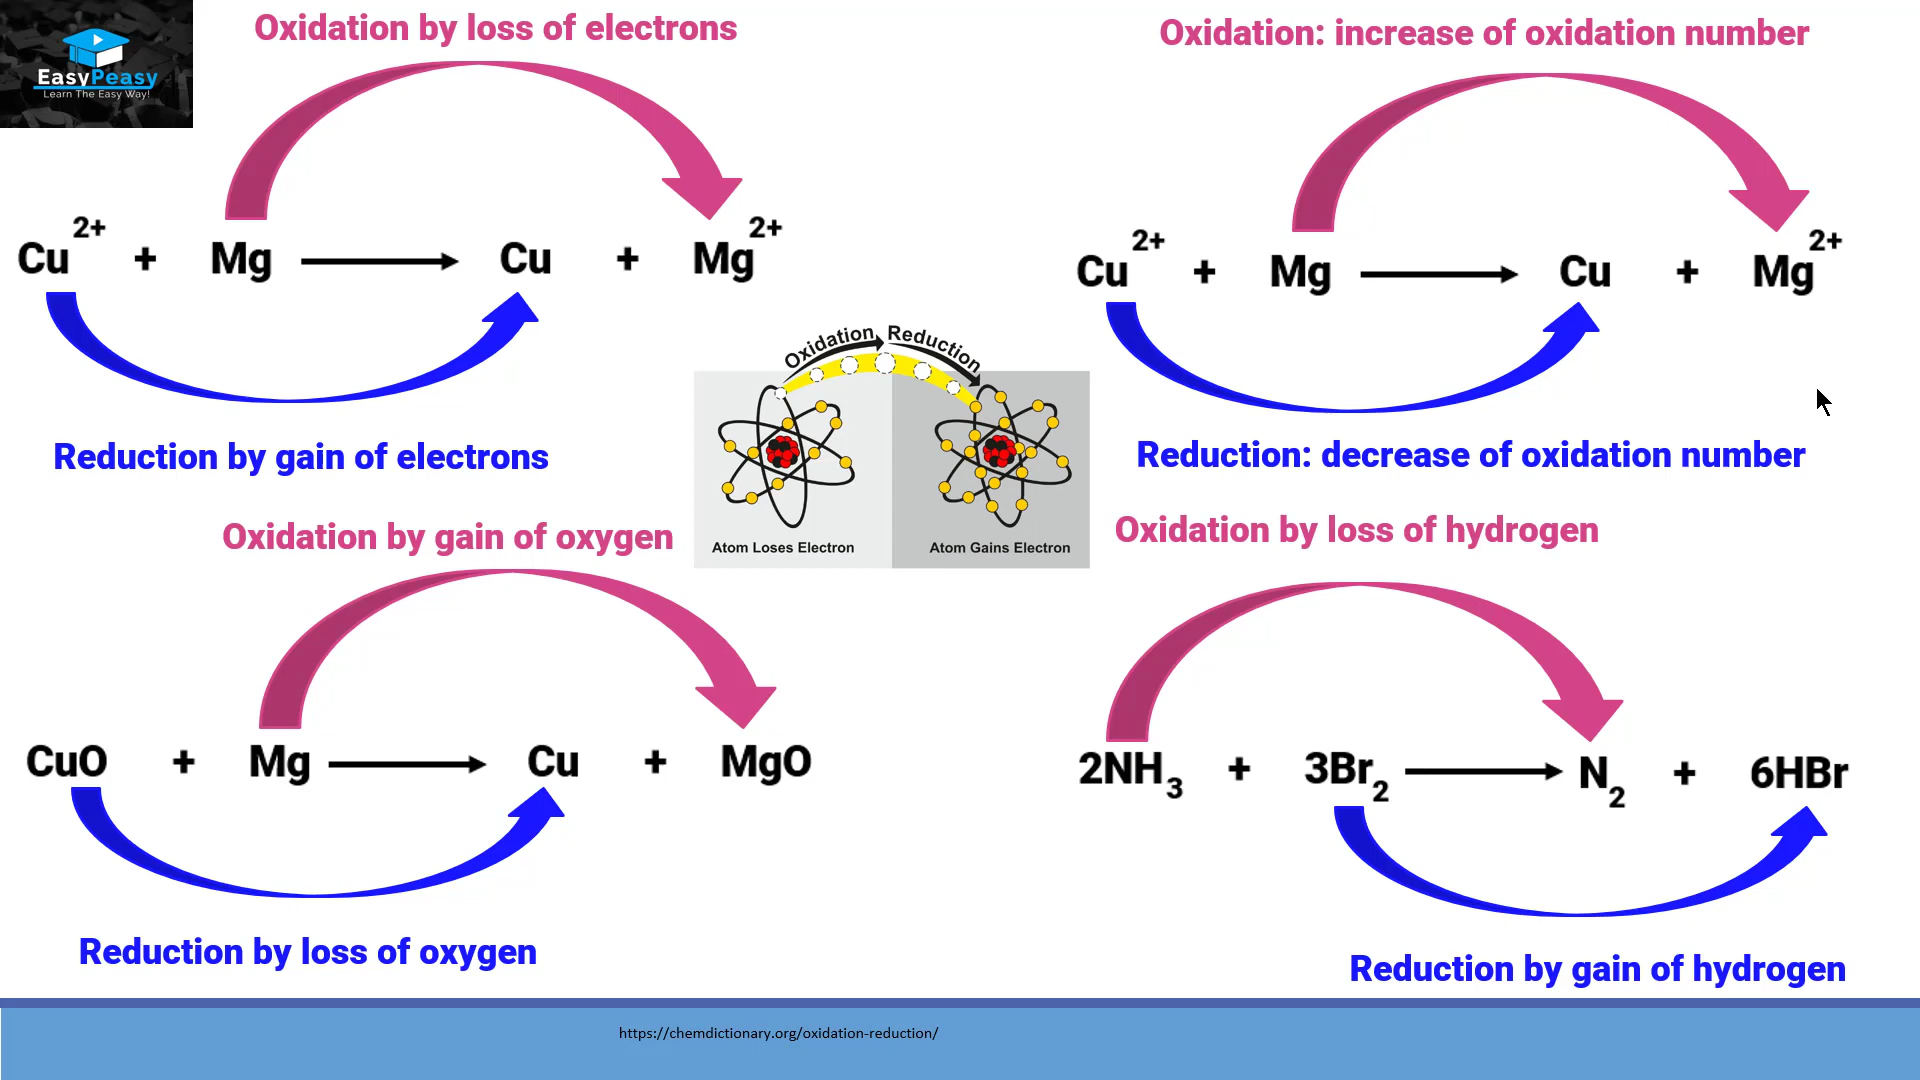 EasyPeasy
Learn The Easy Way!
Oxidation by loss of electrons
Cu²⁺ + Mg ⟶ Cu + Mg²⁺
Reduction by gain of electrons
Oxidation: increase of oxidation number
Cu²⁺ + Mg ⟶ Cu + Mg²⁺
Reduction: decrease of oxidation number
Oxidation Reduction
Atom Loses Electron Atom Gains Electron
Oxidation by gain of oxygen
CuO + Mg ⟶ Cu + MgO
Reduction by loss of oxygen
Oxidation by loss of hydrogen
2NH₃ + 3Br₂ ⟶ N₂ + 6HBr
Reduction by gain of hydrogen
https://chemdictionary.org/oxidation-reduction/